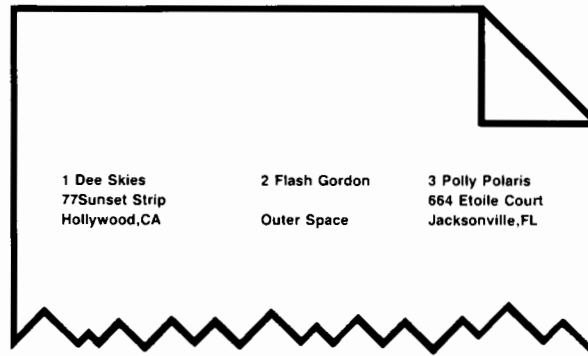 1 Dee Skies
77Sunset Strip
Hollywood,CA
2 Flash Gordon
Outer Space
3 Polly Polaris
664 Etoile Court
Jacksonville,FL